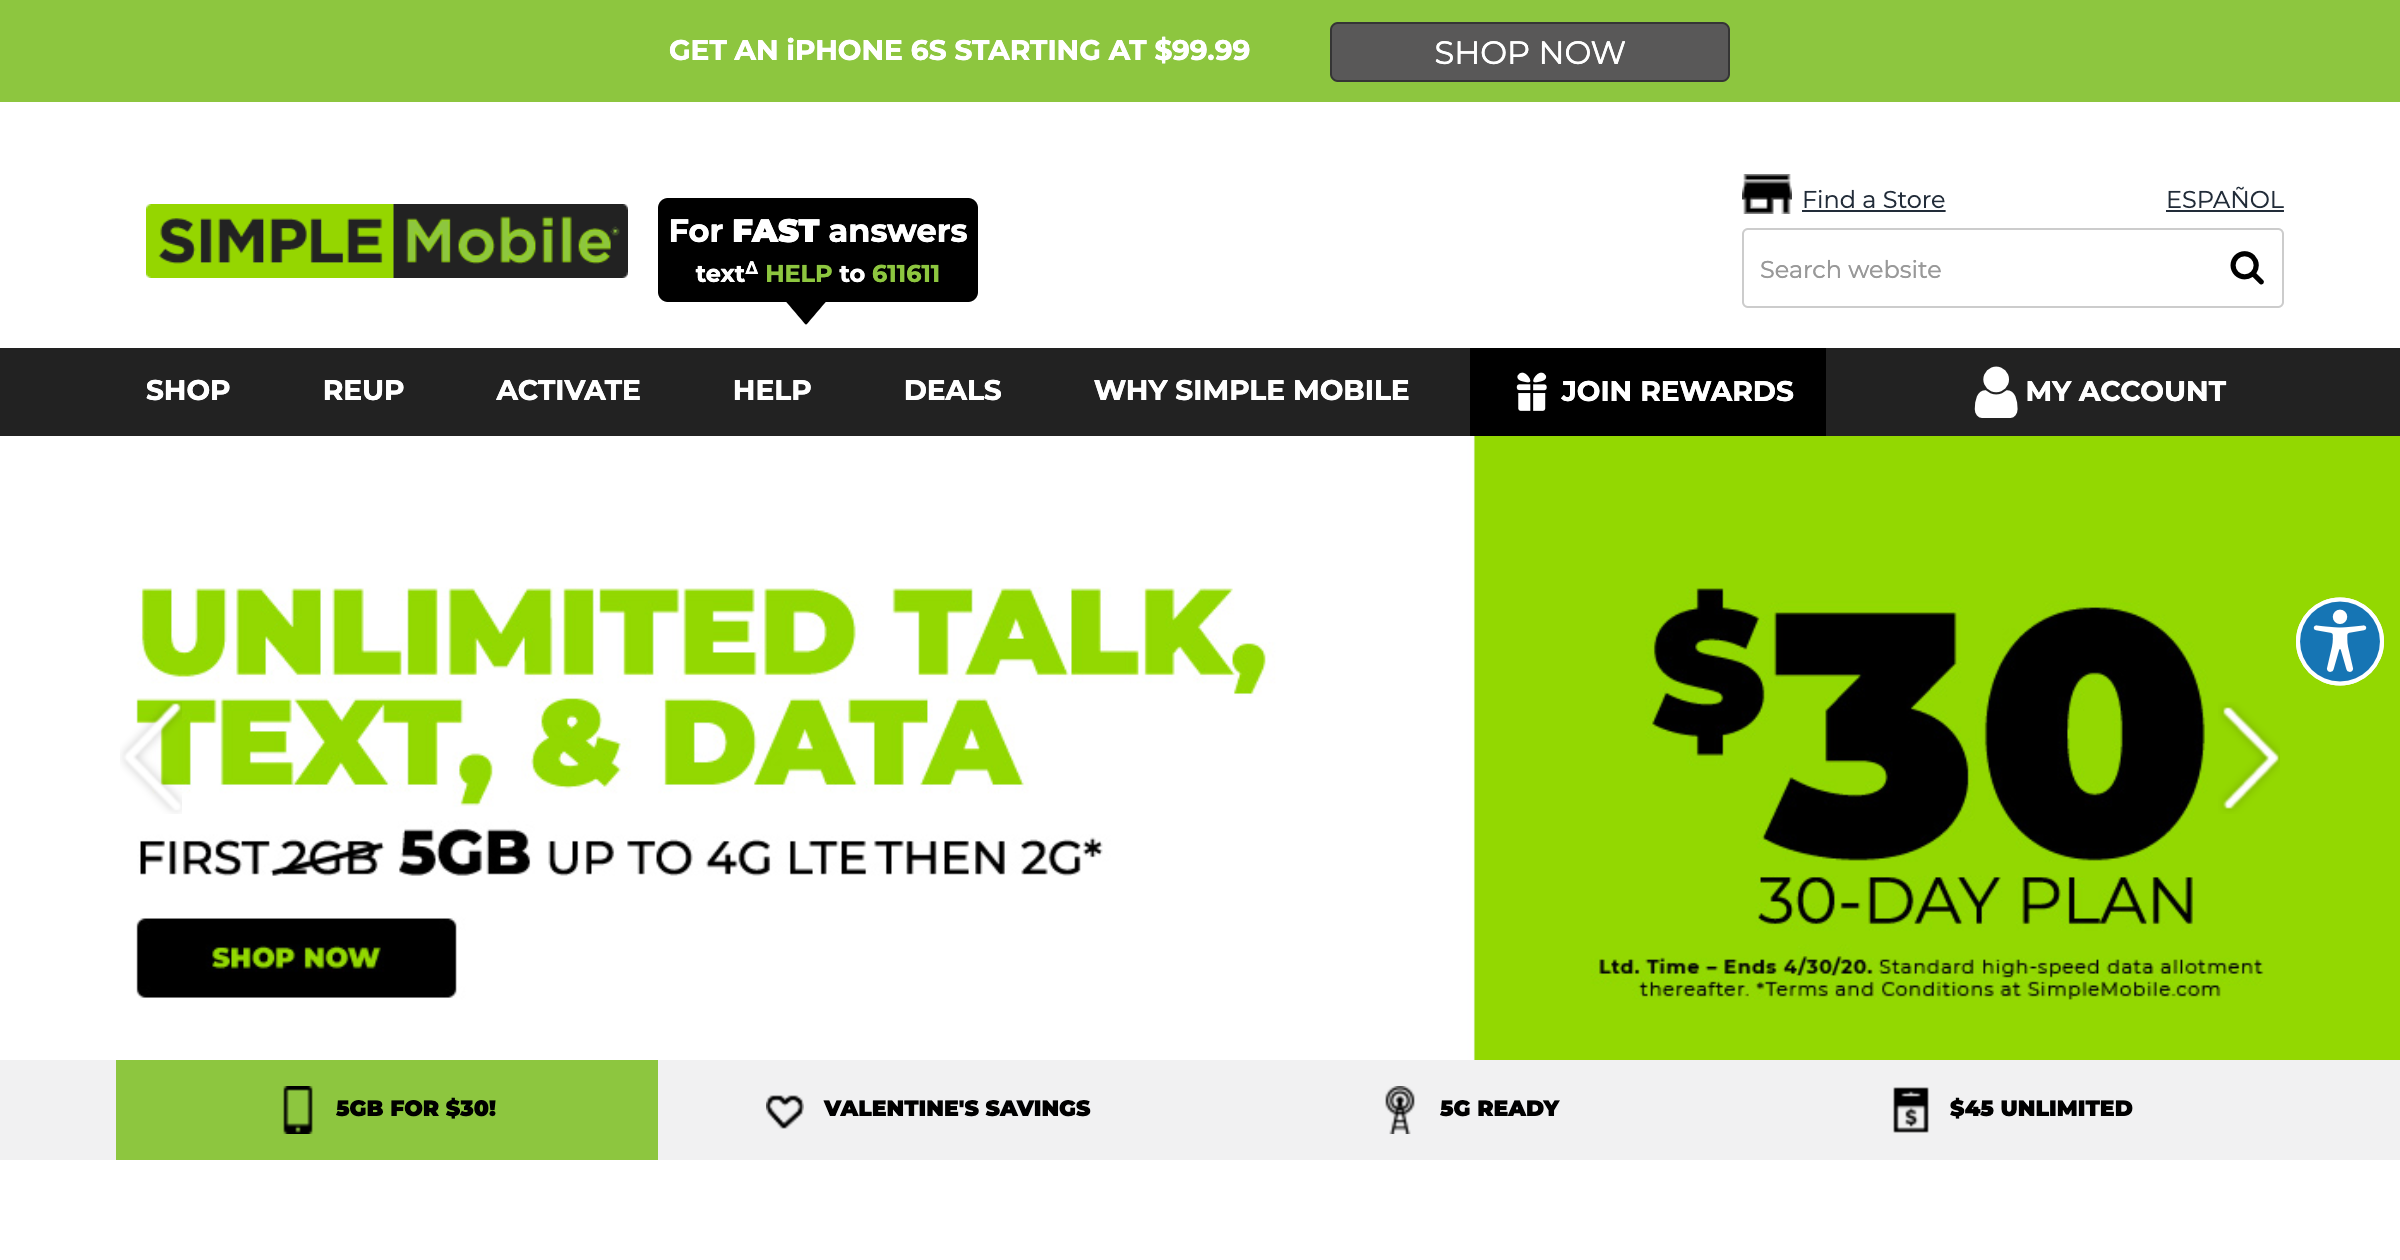 GET AN iPHONE 6S STARTING AT $99.99
SHOP NOW
SIMPLE Mobile
For FAST answers
text∆ HELP to 611611
Find a Store
ESPAÑOL
Search website
SHOP
REUP
ACTIVATE
HELP
DEALS
WHY SIMPLE MOBILE
JOIN REWARDS
MY ACCOUNT
UNLIMITED TALK,
TEXT, & DATA
FIRST 2GB 5GB UP TO 4G LTE THEN 2G*
SHOP NOW
$30
30-DAY PLAN
Ltd. Time – Ends 4/30/20. Standard high-speed data allotment
thereafter. *Terms and Conditions at SimpleMobile.com
5GB FOR $30!
VALENTINE'S SAVINGS
5G READY
$
$45 UNLIMITED